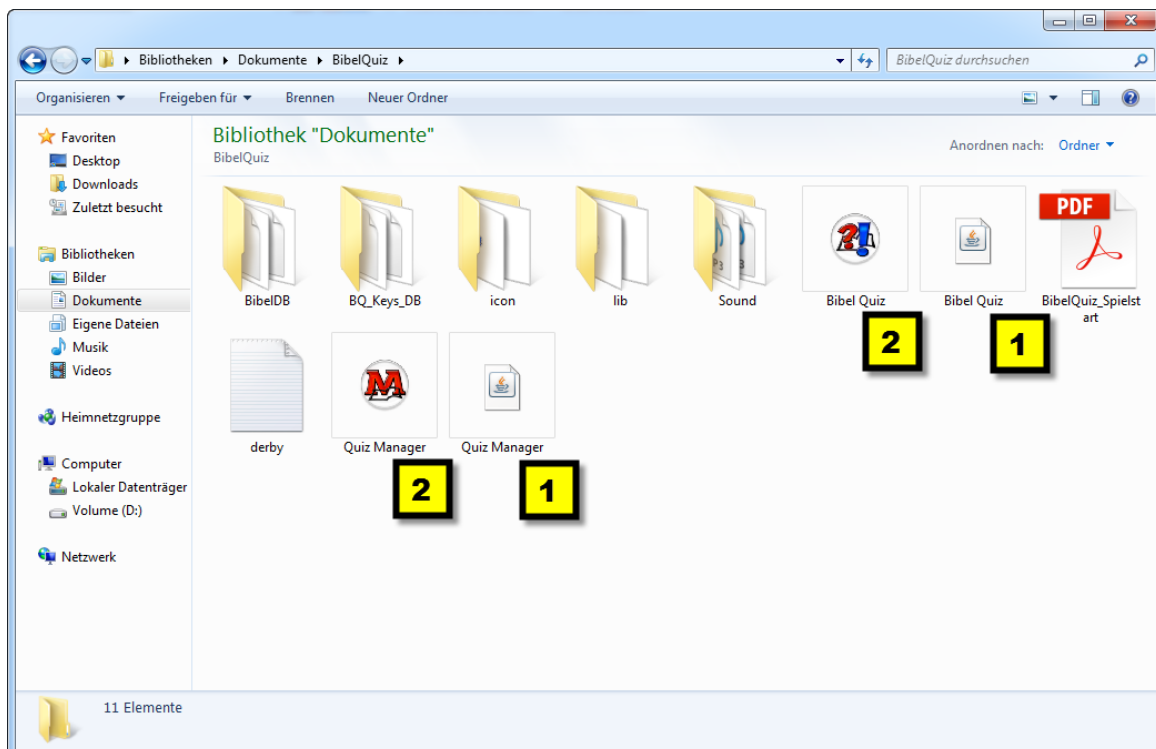 Bibliotheken ▸ Dokumente ▸ BibelQuiz ▸
BibelQuiz durchsuchen
Organisieren Freigeben für Brennen Neuer Ordner
Favoriten
Desktop
Downloads
Zuletzt besucht
Bibliotheken
Bilder
Dokumente
Eigene Dateien
Musik
Videos
Heimnetzgruppe
Computer
Lokaler Datenträger
Volume (D:)
Netzwerk
Bibliothek "Dokumente"
BibelQuiz
Anordnen nach: Ordner
PDF
BibelDB BQ_Keys_DB icon lib Sound Bibel Quiz Bibel Quiz BibelQuiz_Spielst
art
2 1
derby Quiz Manager Quiz Manager
2 1
11 Elemente